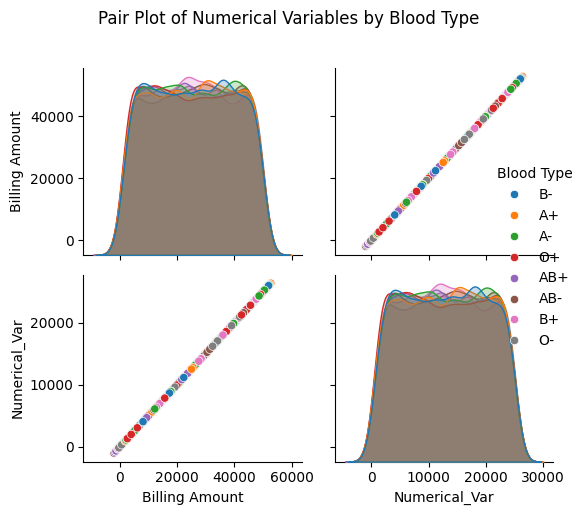 Pair Plot of Numerical Variables by Blood Type
Billing Amount
40000
20000
0
Blood Type
B-
A+
A-
O+
AB+
AB-
B+
O-
Numerical_Var
20000
10000
0
0 20000 40000 60000
Billing Amount
0 10000 20000 30000
Numerical_Var